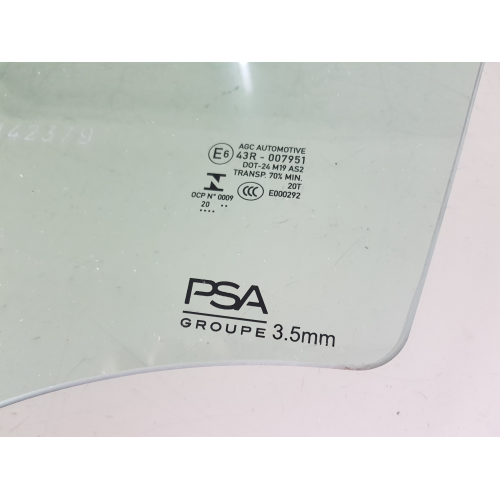 AGC AUTOMOTIVE
E6 43R - 007951
DOT-24 M19 AS2
TRANSP. 70% MIN.
20T
CCC E000292
OCP N° 0009
20 ..
....
PSA
GROUPE 3.5mm